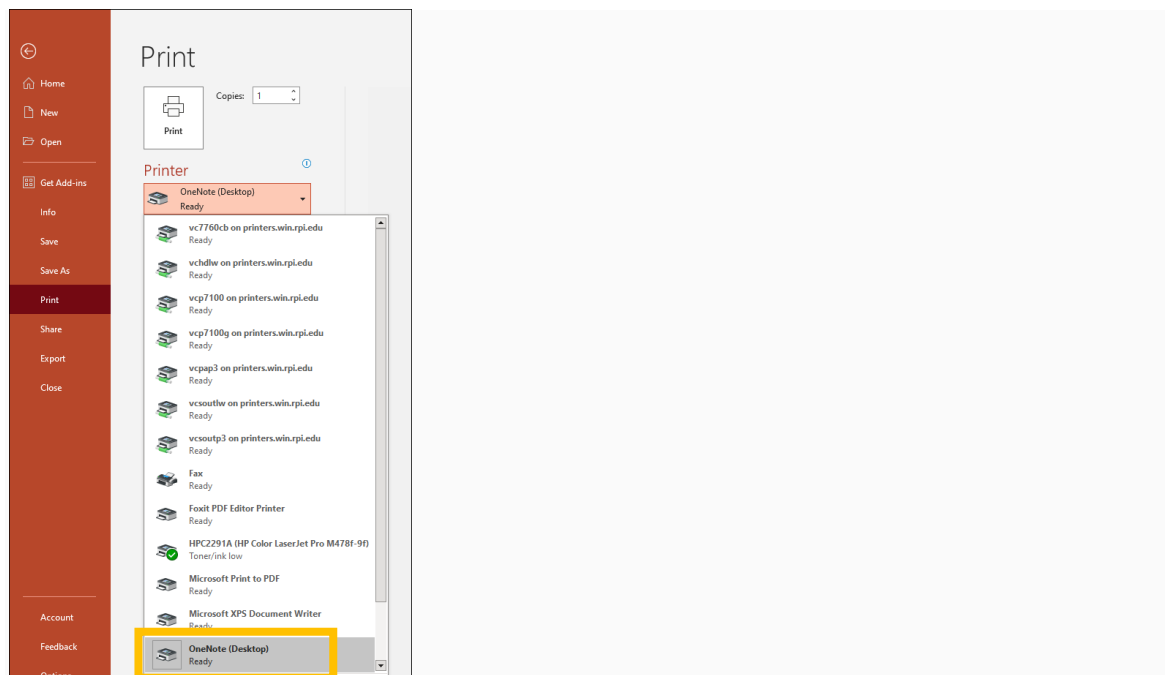 Print
Home
New
Open
Get Add-ins
Info
Save
Save As
Print
Share
Export
Close
Account
Feedback
Options
Copies: 1
Print
Printer
OneNote (Desktop)
Ready
vc7760cb on printers.win.rpi.edu
Ready
vchdlw on printers.win.rpi.edu
Ready
vcp7100 on printers.win.rpi.edu
Ready
vcp7100g on printers.win.rpi.edu
Ready
vcpap3 on printers.win.rpi.edu
Ready
vcsoutlw on printers.win.rpi.edu
Ready
vcsoutp3 on printers.win.rpi.edu
Ready
Fax
Ready
Foxit PDF Editor Printer
Ready
HPC2291A (HP Color LaserJet Pro M478f-9f)
Toner/ink low
Microsoft Print to PDF
Ready
Microsoft XPS Document Writer
Ready
OneNote (Desktop)
Ready